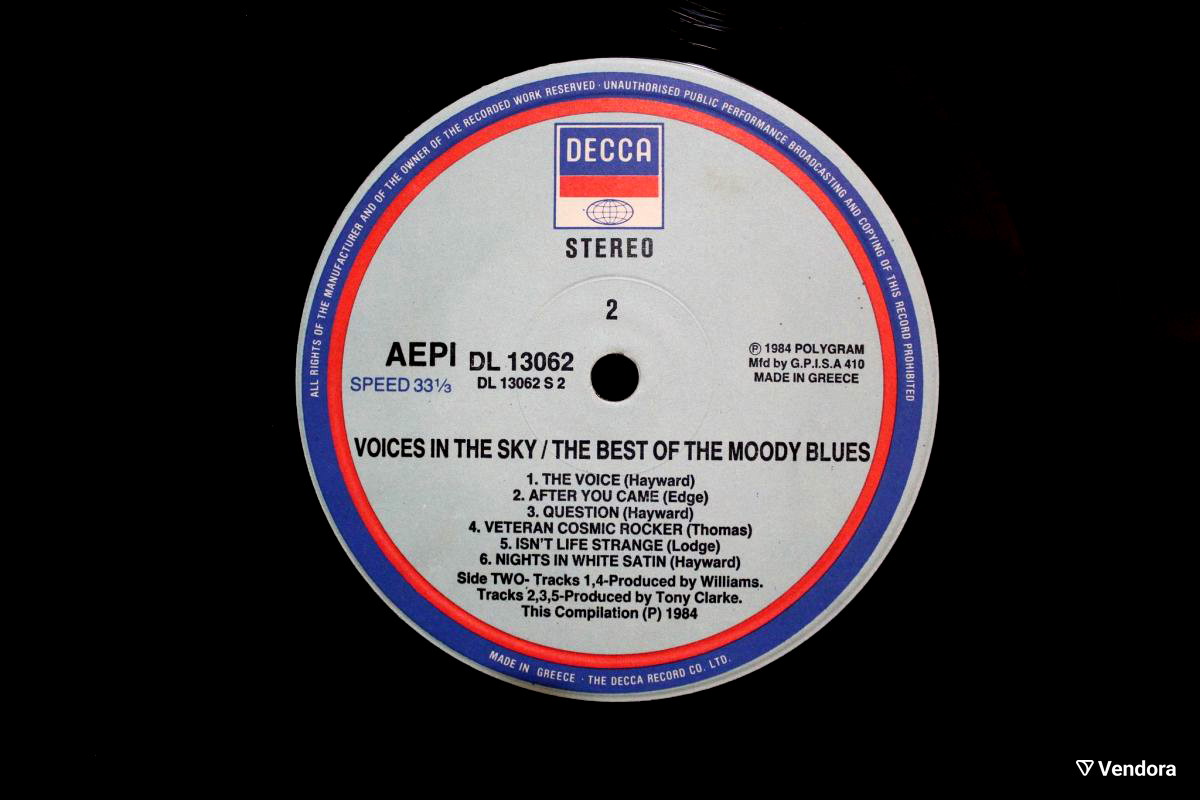 ALL RIGHTS OF THE MANUFACTURER AND OF THE OWNER OF THE RECORDED WORK RESERVED · UNAUTHORISED PUBLIC PERFORMANCE BROADCASTING AND COPYING OF THIS RECORD PROHIBITED
DECCA
STEREO
2
AEPI DL 13062
SPEED 33⅓ DL 13062 S 2
Ⓟ 1984 POLYGRAM
Mfd by G.P.I.S.A 410
MADE IN GREECE
VOICES IN THE SKY / THE BEST OF THE MOODY BLUES
1. THE VOICE (Hayward)
2. AFTER YOU CAME (Edge)
3. QUESTION (Hayward)
4. VETERAN COSMIC ROCKER (Thomas)
5. ISN'T LIFE STRANGE (Lodge)
6. NIGHTS IN WHITE SATIN (Hayward)
Side TWO- Tracks 1,4-Produced by Williams.
Tracks 2,3,5-Produced by Tony Clarke.
This Compilation (P) 1984
MADE IN GREECE · THE DECCA RECORD CO. LTD.
Vendora